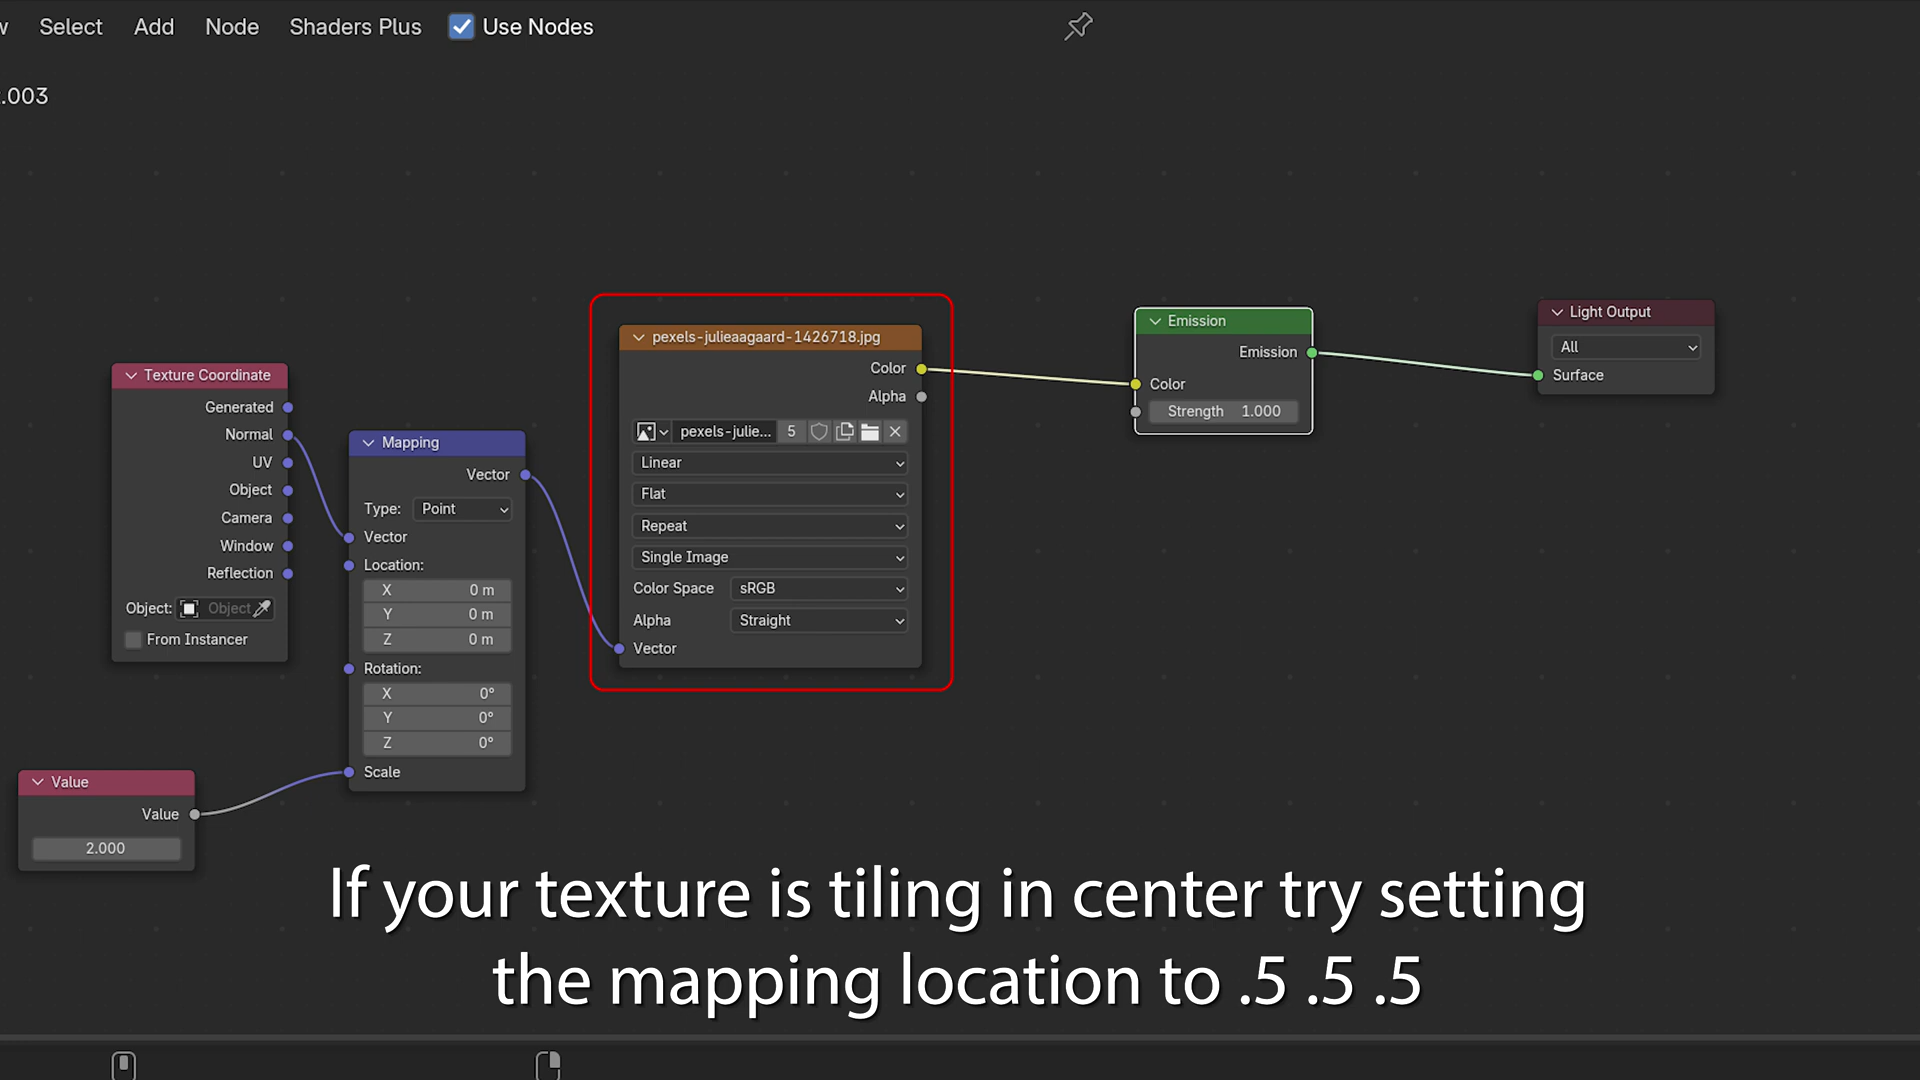 Select Add Node Shaders Plus Use Nodes
.003
Texture Coordinate
Generated
Normal
UV
Object
Camera
Window
Reflection
Object: Object
From Instancer
Value
Value
2.000
Mapping
Vector
Type: Point
Vector
Location:
X 0 m
Y 0 m
Z 0 m
Rotation:
X 0°
Y 0°
Z 0°
Scale
pexels-julieaagaard-1426718.jpg
Color
Alpha
pexels-julie... 5
Linear
Flat
Repeat
Single Image
Color Space sRGB
Alpha Straight
Vector
Emission
Emission
Color
Strength 1.000
Light Output
All
Surface
If your texture is tiling in center try setting
the mapping location to .5 .5 .5